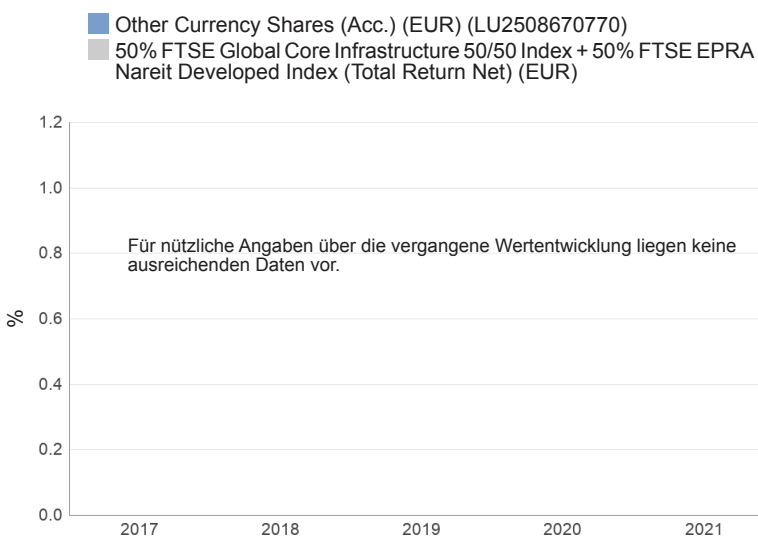 Other Currency Shares (Acc.) (EUR) (LU2508670770)
50% FTSE Global Core Infrastructure 50/50 Index + 50% FTSE EPRA
Nareit Developed Index (Total Return Net) (EUR)
1.2
1.0
Für nützliche Angaben über die vergangene Wertentwicklung liegen keine
0.8
ausreichenden Daten vor.
%
0.6
0.4
0.2
0.0
2017 2018 2019 2020 2021